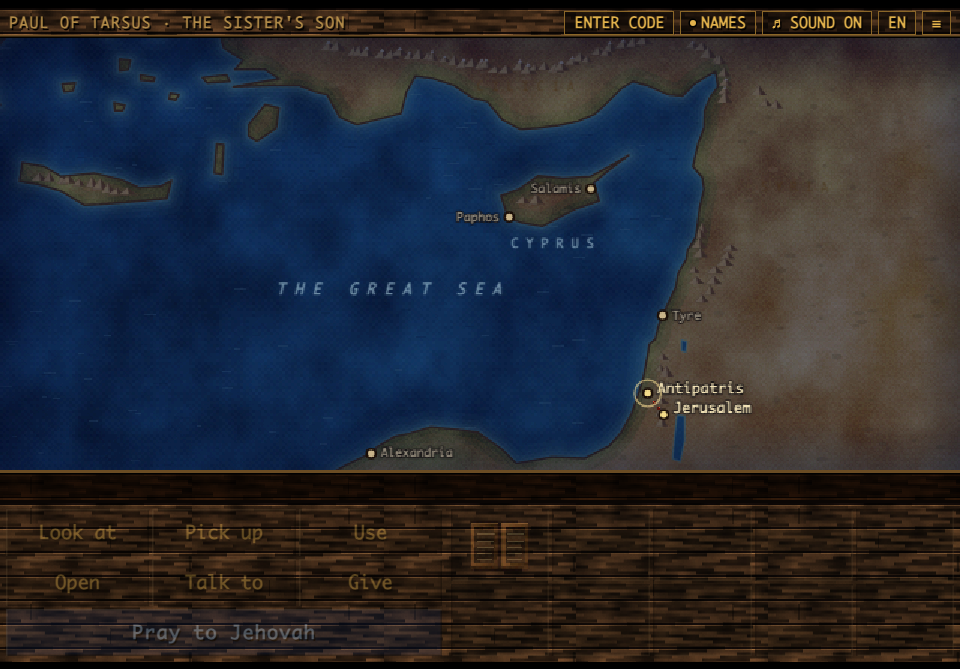 PAUL OF TARSUS · THE SISTER'S SON
ENTER CODE
● NAMES
♬ SOUND ON
EN
≡
Salamis
Paphos
CYPRUS
THE GREAT SEA
Tyre
Antipatris
Jerusalem
Alexandria
Look at
Pick up
Use
Open
Talk to
Give
Pray to Jehovah